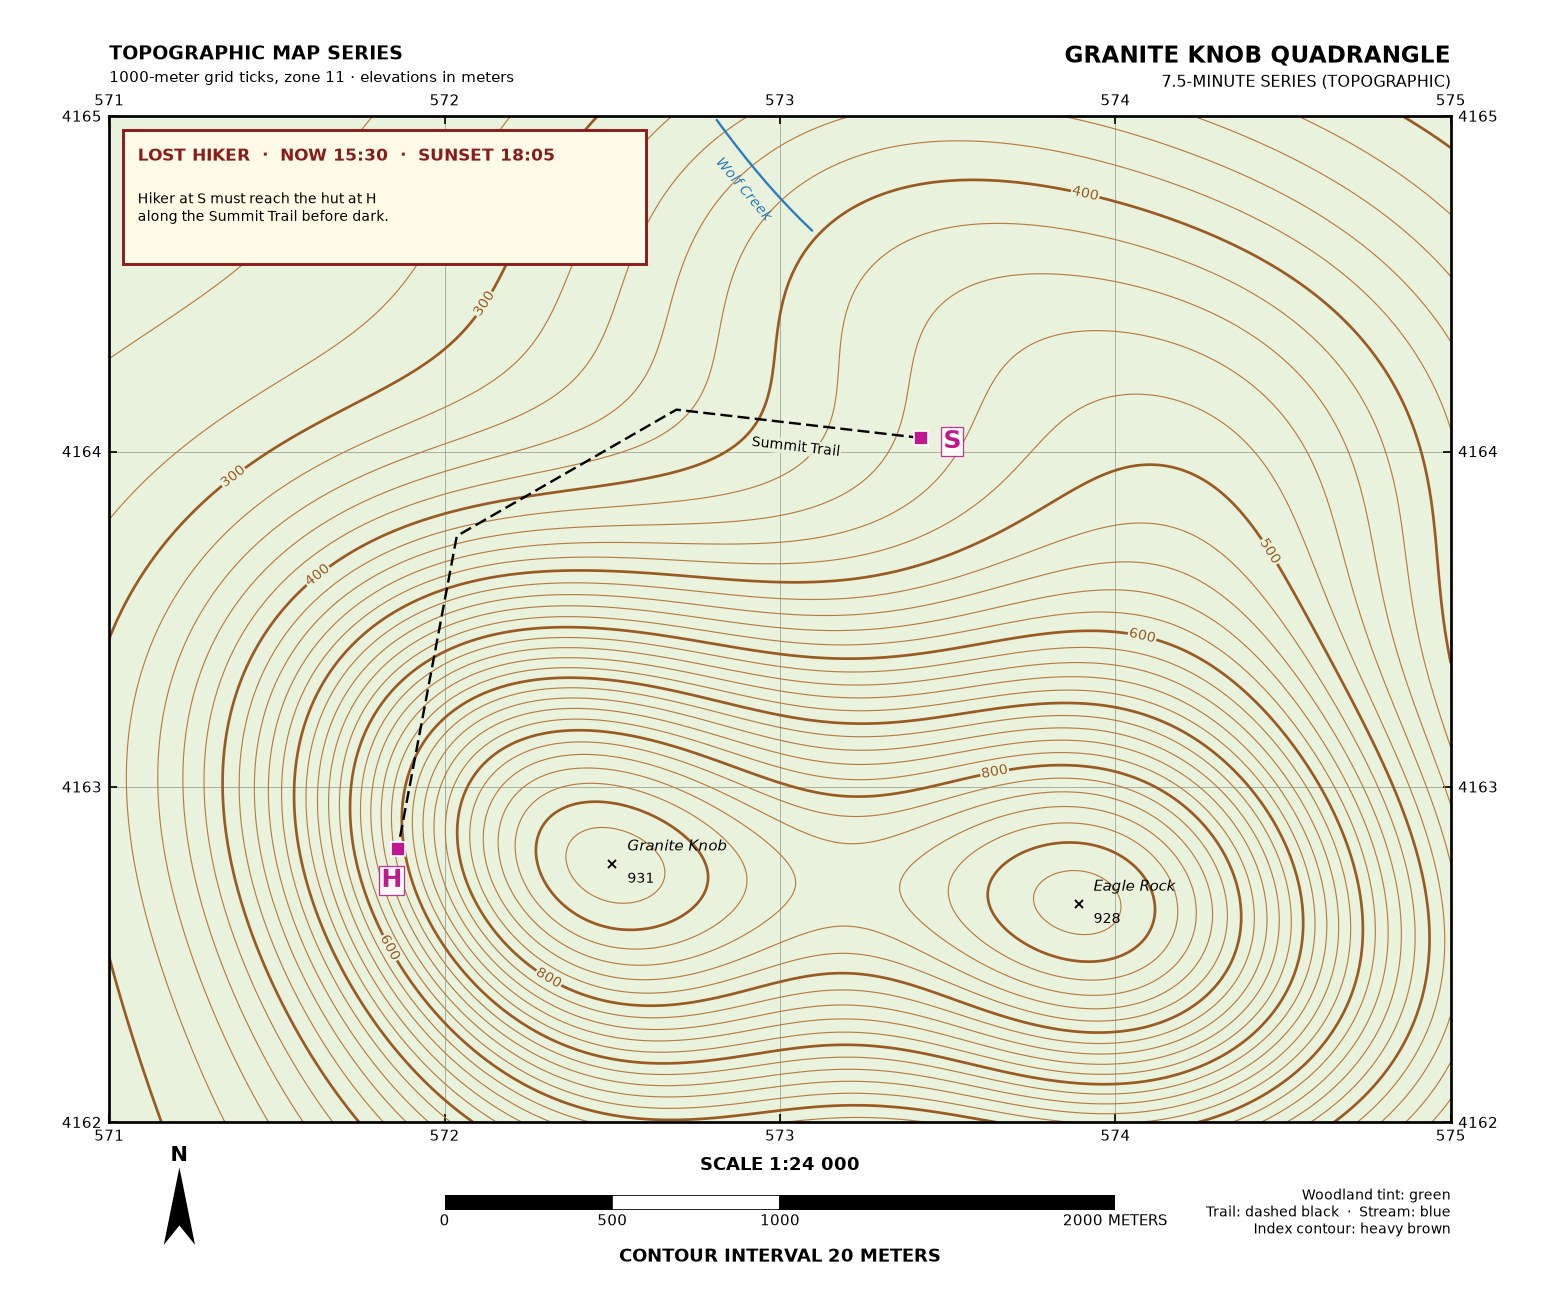 TOPOGRAPHIC MAP SERIES
1000-meter grid ticks, zone 11 · elevations in meters
GRANITE KNOB QUADRANGLE
7.5-MINUTE SERIES (TOPOGRAPHIC)
571
572
573
574
575
4165
4165
LOST HIKER · NOW 15:30 · SUNSET 18:05
Hiker at S must reach the hut at H
along the Summit Trail before dark.
Wolf Creek
400
300
S
Summit Trail
4164
4164
300
500
400
600
800
4163
4163
Granite Knob
931
H
Eagle Rock
928
600
800
4162
4162
571
572
573
574
575
N
SCALE 1:24 000
0
500
1000
2000 METERS
CONTOUR INTERVAL 20 METERS
Woodland tint: green
Trail: dashed black · Stream: blue
Index contour: heavy brown